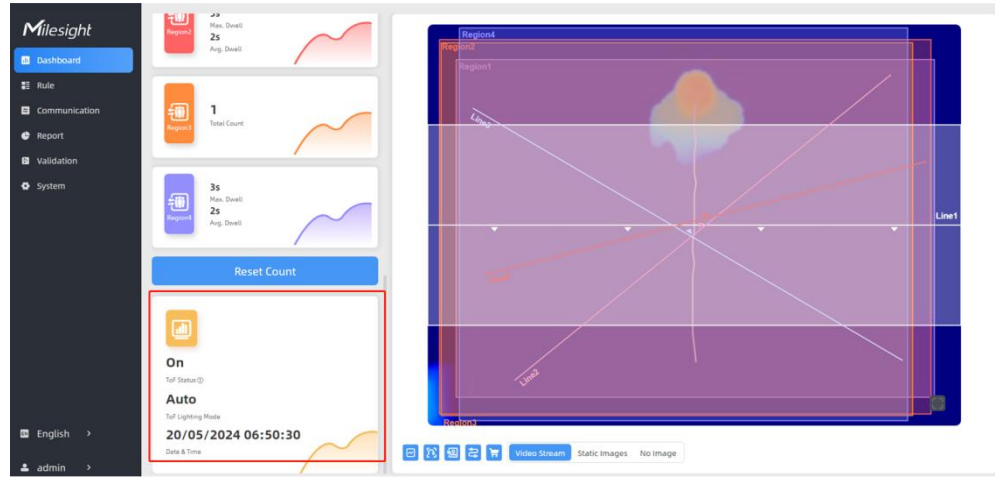 Milesight
Dashboard
Rule
Communication
Report
Validation
System
English
admin
3s
Max. Dwell
2s
Avg. Dwell
Region2
1
Total Count
Region3
3s
Max. Dwell
2s
Avg. Dwell
Region4
Reset Count
On
ToF Status
Auto
ToF Lighting Mode
20/05/2024 06:50:30
Date & Time
Region4
Region2
Region1
Line3
Line1
Line2
Region3
Video Stream
Static Images
No Image